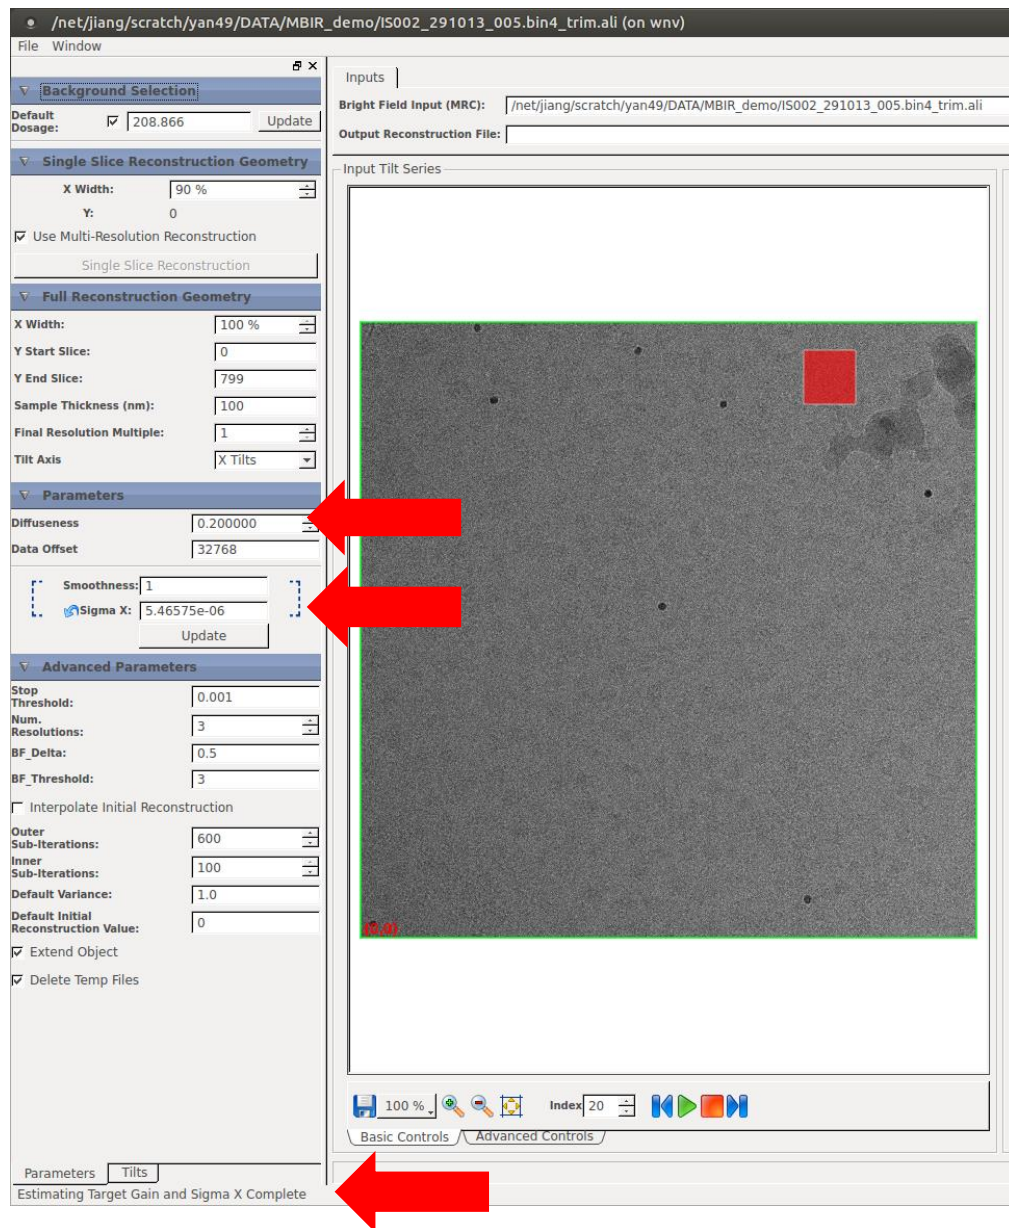 /net/jiang/scratch/yan49/DATA/MBIR_demo/IS002_291013_005.bin4_trim.ali (on wnv)
File Window
Background Selection
Default Dosage: 208.866 Update
Single Slice Reconstruction Geometry
X Width: 90 %
Y: 0
Use Multi-Resolution Reconstruction
Single Slice Reconstruction
Full Reconstruction Geometry
X Width: 100 %
Y Start Slice: 0
Y End Slice: 799
Sample Thickness (nm): 100
Final Resolution Multiple: 1
Tilt Axis X Tilts
Parameters
Diffuseness 0.200000
Data Offset 32768
Smoothness: 1
Sigma X: 5.46575e-06
Update
Advanced Parameters
Stop Threshold: 0.001
Num. Resolutions: 3
BF_Delta: 0.5
BF_Threshold: 3
Interpolate Initial Reconstruction
Outer Sub-Iterations: 600
Inner Sub-Iterations: 100
Default Variance: 1.0
Default Initial Reconstruction Value: 0
Extend Object
Delete Temp Files
Parameters Tilts
Estimating Target Gain and Sigma X Complete
Inputs
Bright Field Input (MRC): /net/jiang/scratch/yan49/DATA/MBIR_demo/IS002_291013_005.bin4_trim.ali
Output Reconstruction File:
Input Tilt Series
(0,0)
100 % Index 20
Basic Controls Advanced Controls